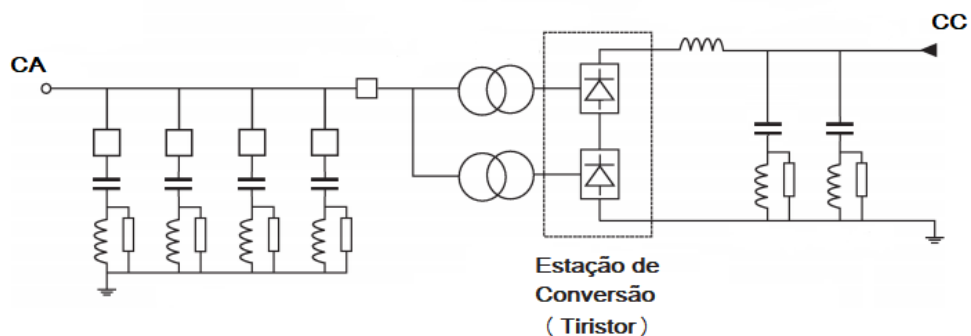 CC
CA
Estação de
Conversão
( Tiristor )